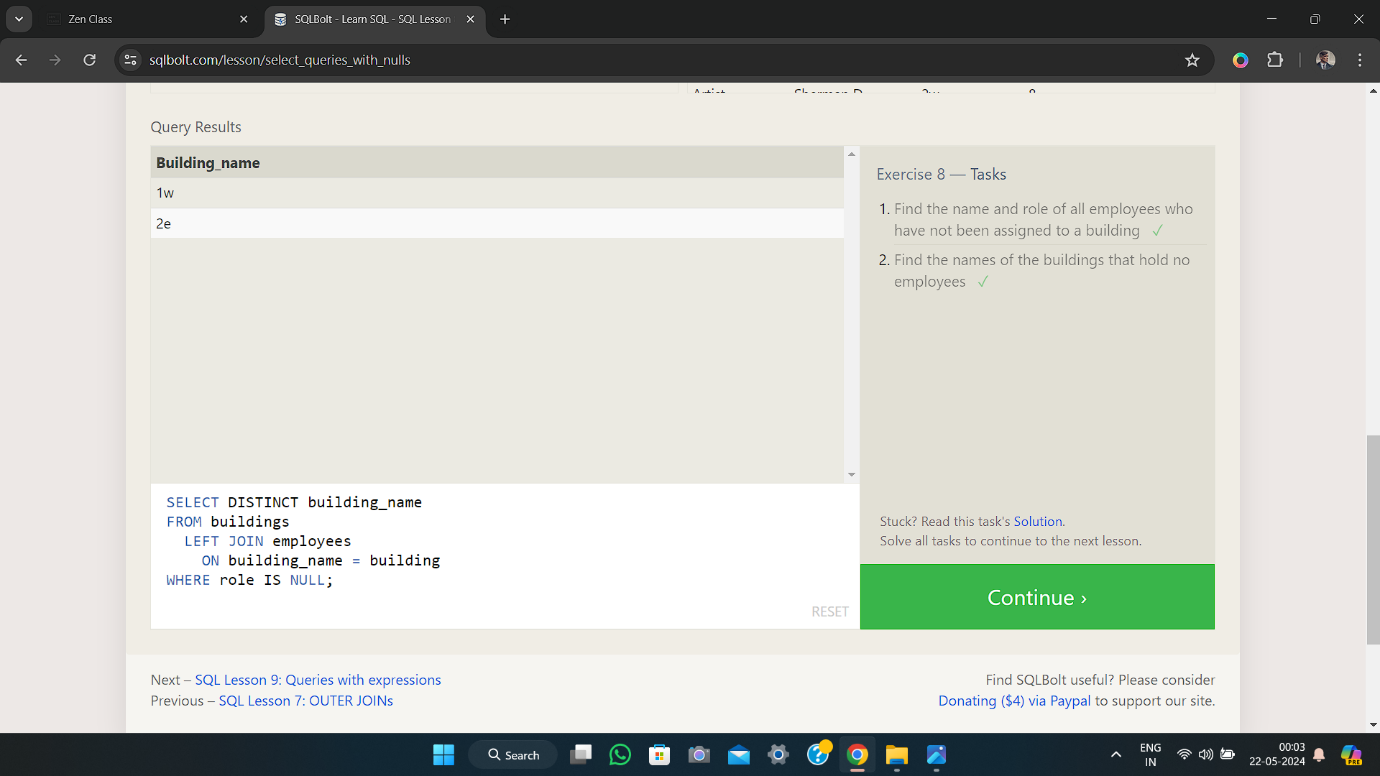 Zen Class
SQLBolt - Learn SQL - SQL Lesson
sqlbolt.com/lesson/select_queries_with_nulls
Query Results
Building_name
1w
2e
Exercise 8 — Tasks
1. Find the name and role of all employees who
have not been assigned to a building ✓
2. Find the names of the buildings that hold no
employees ✓
SELECT DISTINCT building_name
FROM buildings
LEFT JOIN employees
ON building_name = building
WHERE role IS NULL;
RESET
Stuck? Read this task's Solution.
Solve all tasks to continue to the next lesson.
Continue ›
Next – SQL Lesson 9: Queries with expressions
Previous – SQL Lesson 7: OUTER JOINs
Find SQLBolt useful? Please consider
Donating ($4) via Paypal to support our site.
Search
ENG
IN
00:03
22-05-2024
PRE